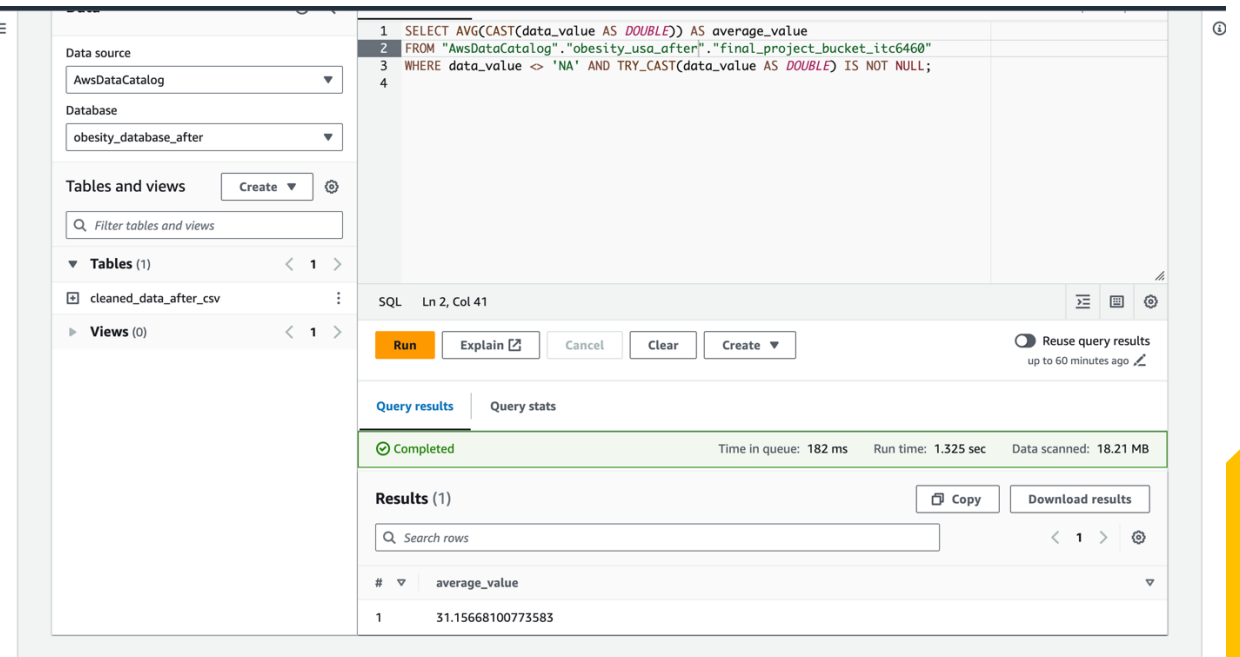 Data source
AwsDataCatalog
Database
obesity_database_after
Tables and views Create
Filter tables and views
Tables (1) < 1 >
cleaned_data_after_csv
Views (0) < 1 >
1 SELECT AVG(CAST(data_value AS DOUBLE)) AS average_value
2 FROM "AwsDataCatalog"."obesity_usa_after"."final_project_bucket_itc6460"
3 WHERE data_value <> 'NA' AND TRY_CAST(data_value AS DOUBLE) IS NOT NULL;
4
SQL Ln 2, Col 41
Run Explain Cancel Clear Create
Reuse query results
up to 60 minutes ago
Query results Query stats
Completed Time in queue: 182 ms Run time: 1.325 sec Data scanned: 18.21 MB
Results (1) Copy Download results
Search rows < 1 >
# average_value
1 31.15668100773583